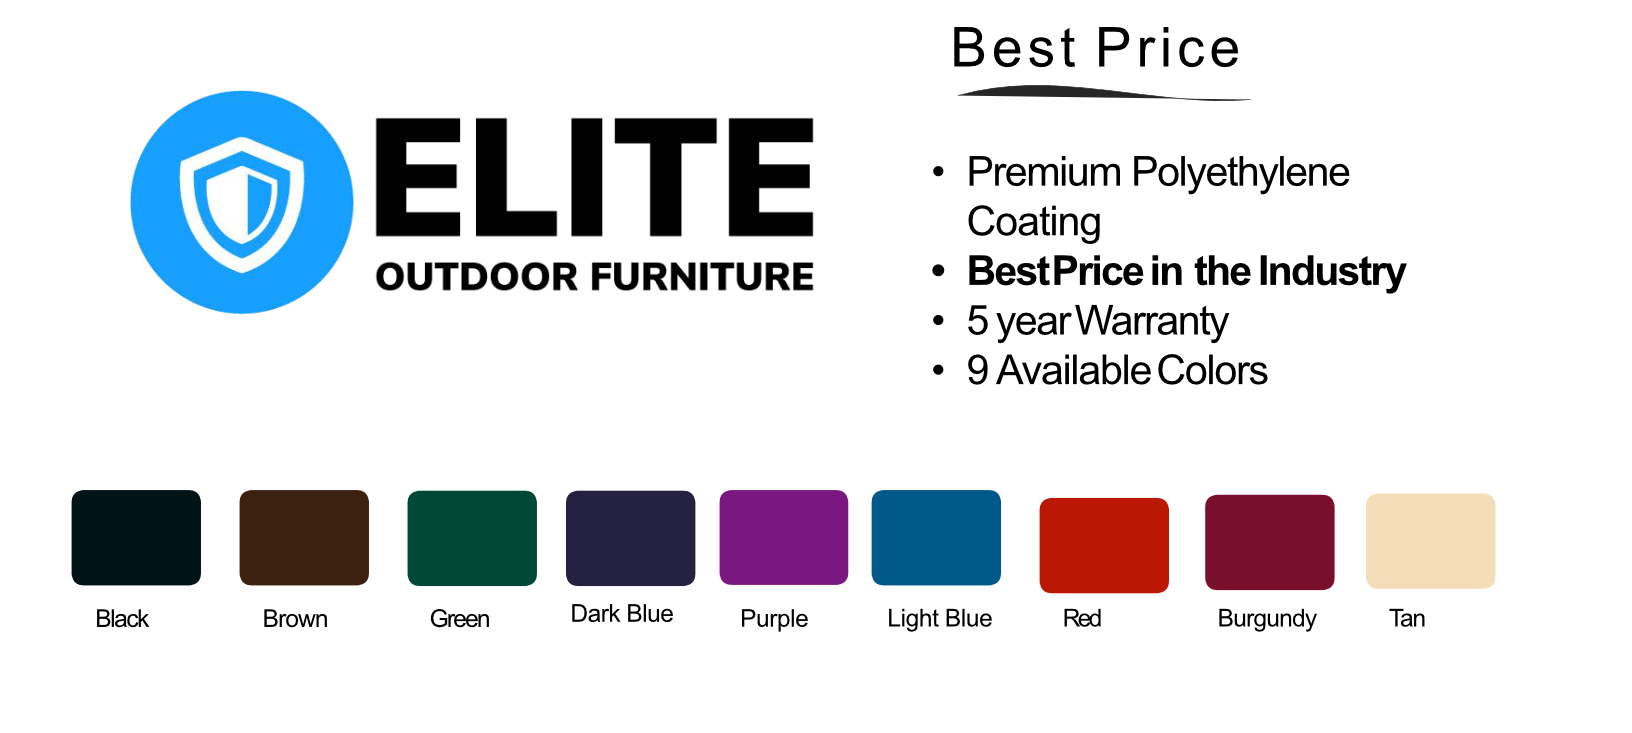 Best Price
ELITE
OUTDOOR FURNITURE
• Premium Polyethylene
Coating
• Best Price in the Industry
• 5 year Warranty
• 9 Available Colors
Black Brown Green Dark Blue Purple Light Blue Red Burgundy Tan